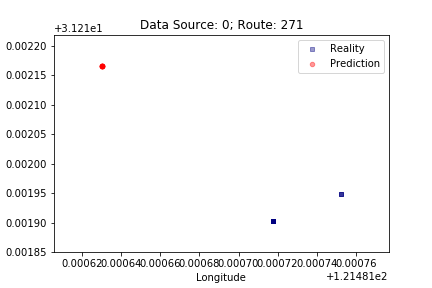 Data Source: 0; Route: 271
+3.121e1
Reality
Prediction
0.00220
0.00215
0.00210
0.00205
0.00200
0.00195
0.00190
0.00185
0.00062 0.00064 0.00066 0.00068 0.00070 0.00072 0.00074 0.00076
Longitude
+1.21481e2